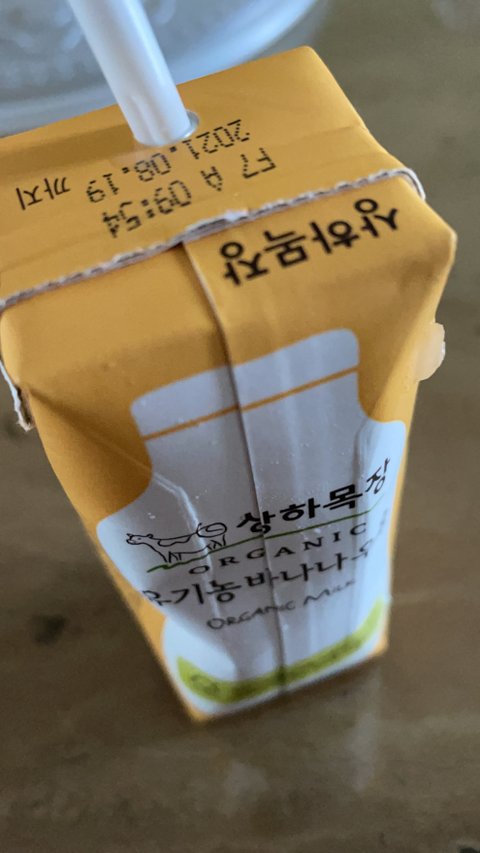 F7 A 09:54
2021.08.19 까지
상하목장
상하목장
ORGANIC
유기농바나나우
ORGANIC MILK